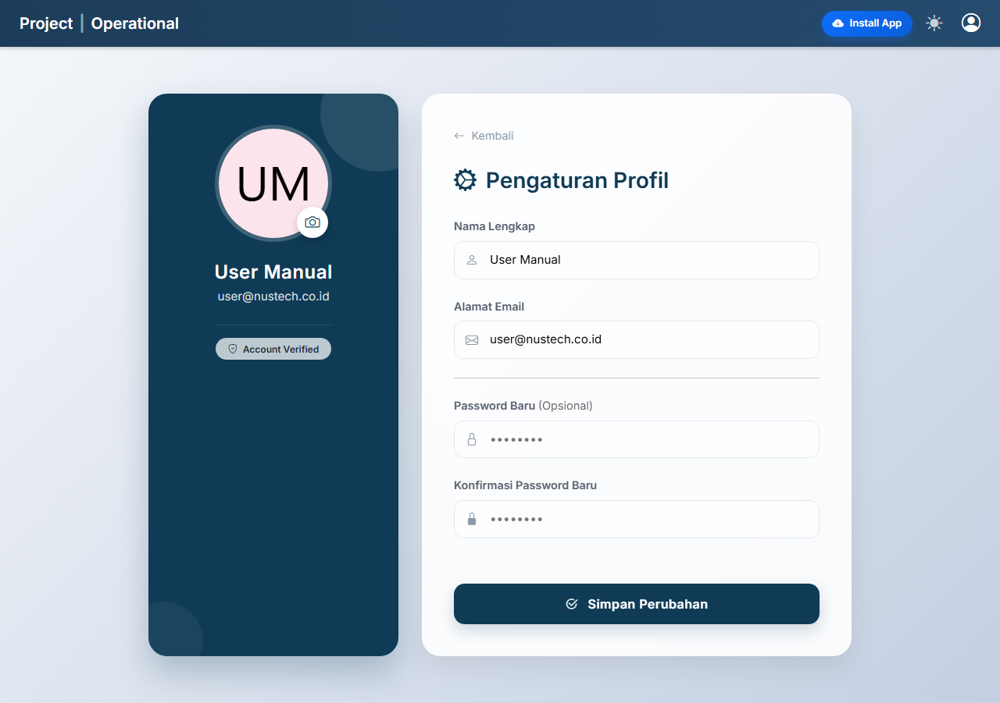 Project | Operational
Install App
UM
User Manual
user@nustech.co.id
Account Verified
Kembali
Pengaturan Profil
Nama Lengkap
User Manual
Alamat Email
user@nustech.co.id
Password Baru (Opsional)
••••••••
Konfirmasi Password Baru
••••••••
Simpan Perubahan